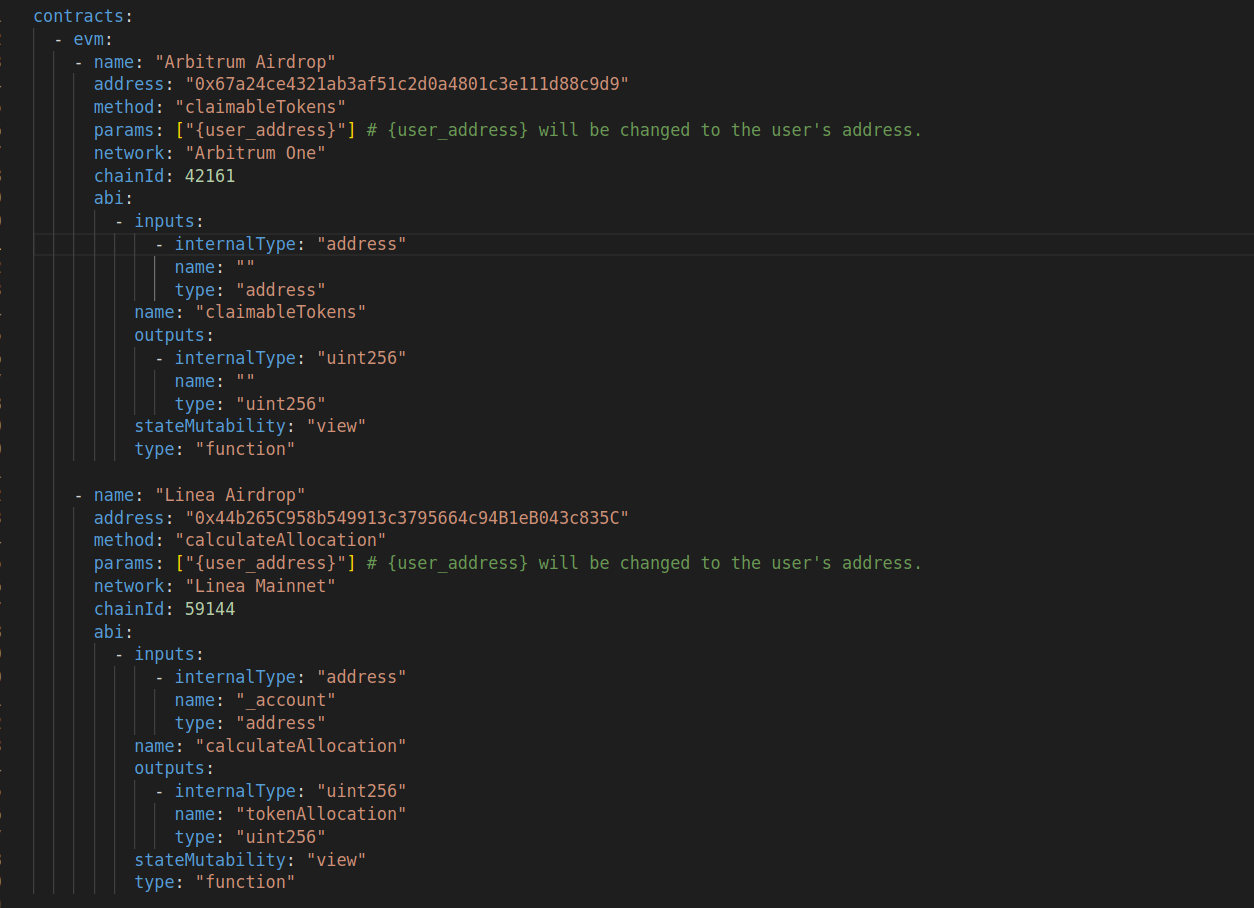 contracts:
  - evm:
    - name: "Arbitrum Airdrop"
      address: "0x67a24ce4321ab3af51c2d0a4801c3e111d88c9d9"
      method: "claimableTokens"
      params: ["{user_address}"] # {user_address} will be changed to the user's address.
      network: "Arbitrum One"
      chainId: 42161
      abi:
        - inputs:
            - internalType: "address"
              name: ""
              type: "address"
          name: "claimableTokens"
          outputs:
            - internalType: "uint256"
              name: ""
              type: "uint256"
          stateMutability: "view"
          type: "function"

    - name: "Linea Airdrop"
      address: "0x44b265C958b549913c3795664c94B1eB043c835C"
      method: "calculateAllocation"
      params: ["{user_address}"] # {user_address} will be changed to the user's address.
      network: "Linea Mainnet"
      chainId: 59144
      abi:
        - inputs:
            - internalType: "address"
              name: "_account"
              type: "address"
          name: "calculateAllocation"
          outputs:
            - internalType: "uint256"
              name: "tokenAllocation"
              type: "uint256"
          stateMutability: "view"
          type: "function"